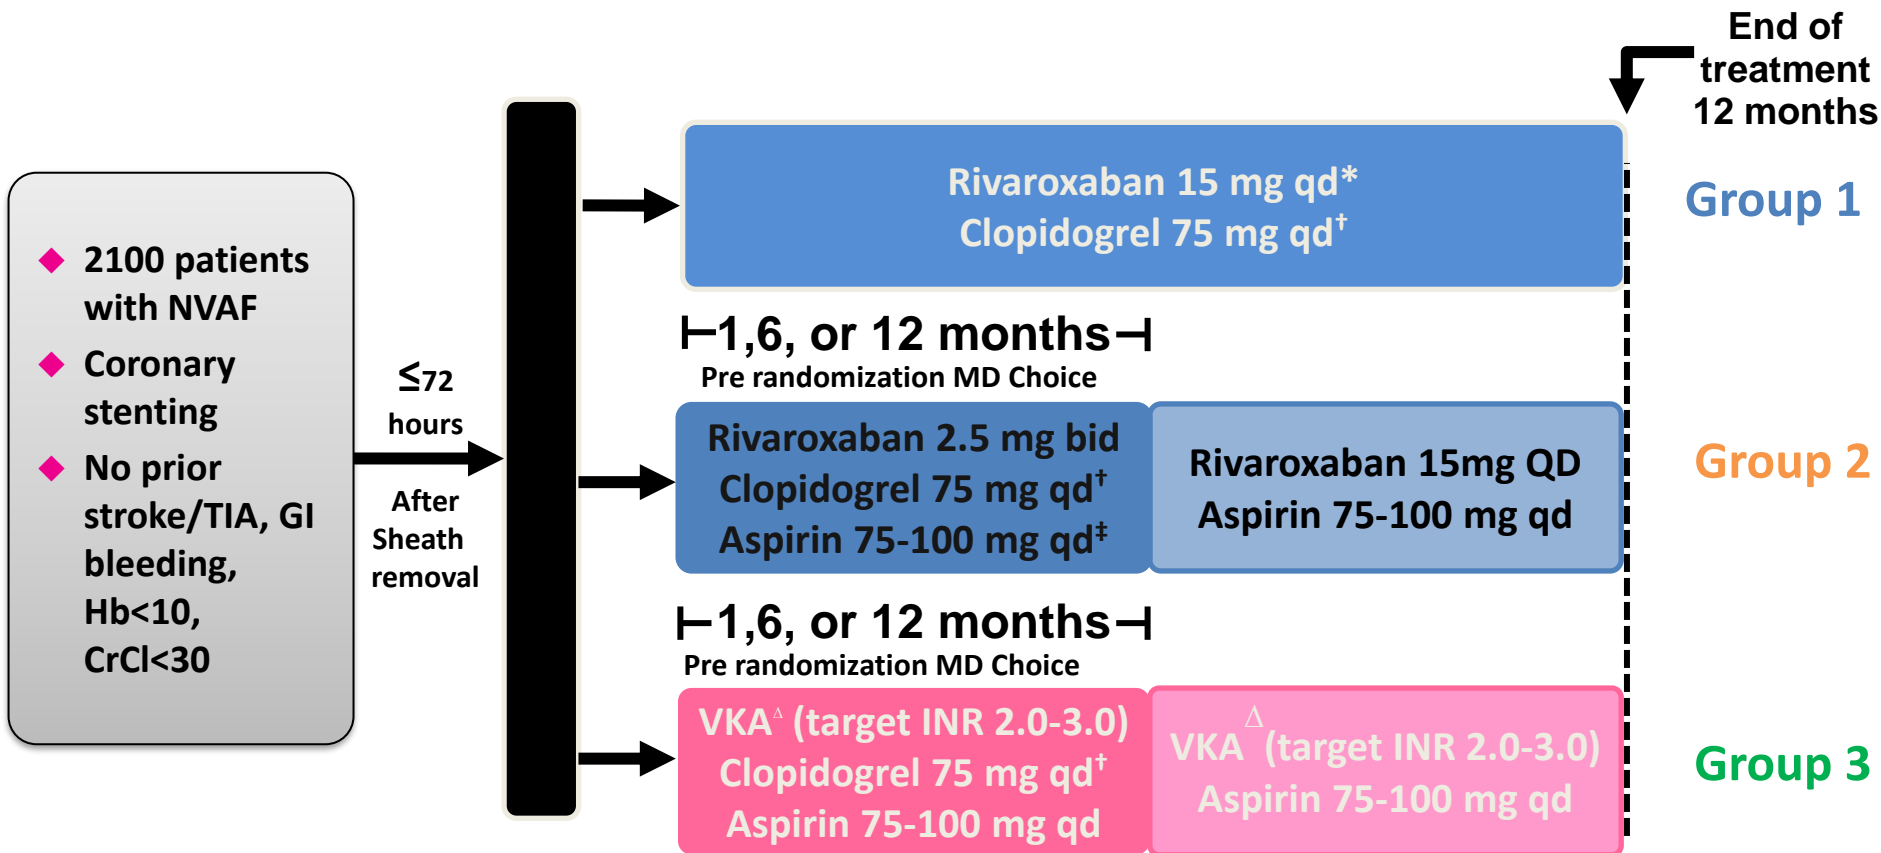 End of
treatment
12 months
◆ 2100 patients
with NVAF
◆ Coronary
stenting
◆ No prior
stroke/TIA, GI
bleeding,
Hb<10,
CrCl<30
≤72
hours
After
Sheath
removal
Rivaroxaban 15 mg qd*
Clopidogrel 75 mg qd†
Group 1
1,6, or 12 months
Pre randomization MD Choice
Rivaroxaban 2.5 mg bid
Clopidogrel 75 mg qd†
Aspirin 75-100 mg qd‡
Rivaroxaban 15mg QD
Aspirin 75-100 mg qd
Group 2
1,6, or 12 months
Pre randomization MD Choice
VKAΔ (target INR 2.0-3.0)
Clopidogrel 75 mg qd†
Aspirin 75-100 mg qd
VKAΔ(target INR 2.0-3.0)
Aspirin 75-100 mg qd
Group 3